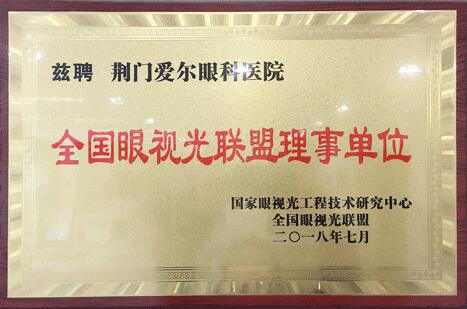 兹聘 荆门爱尔眼科医院
全国眼视光联盟理事单位
国家眼视光工程技术研究中心
全国眼视光联盟
二〇一八年七月